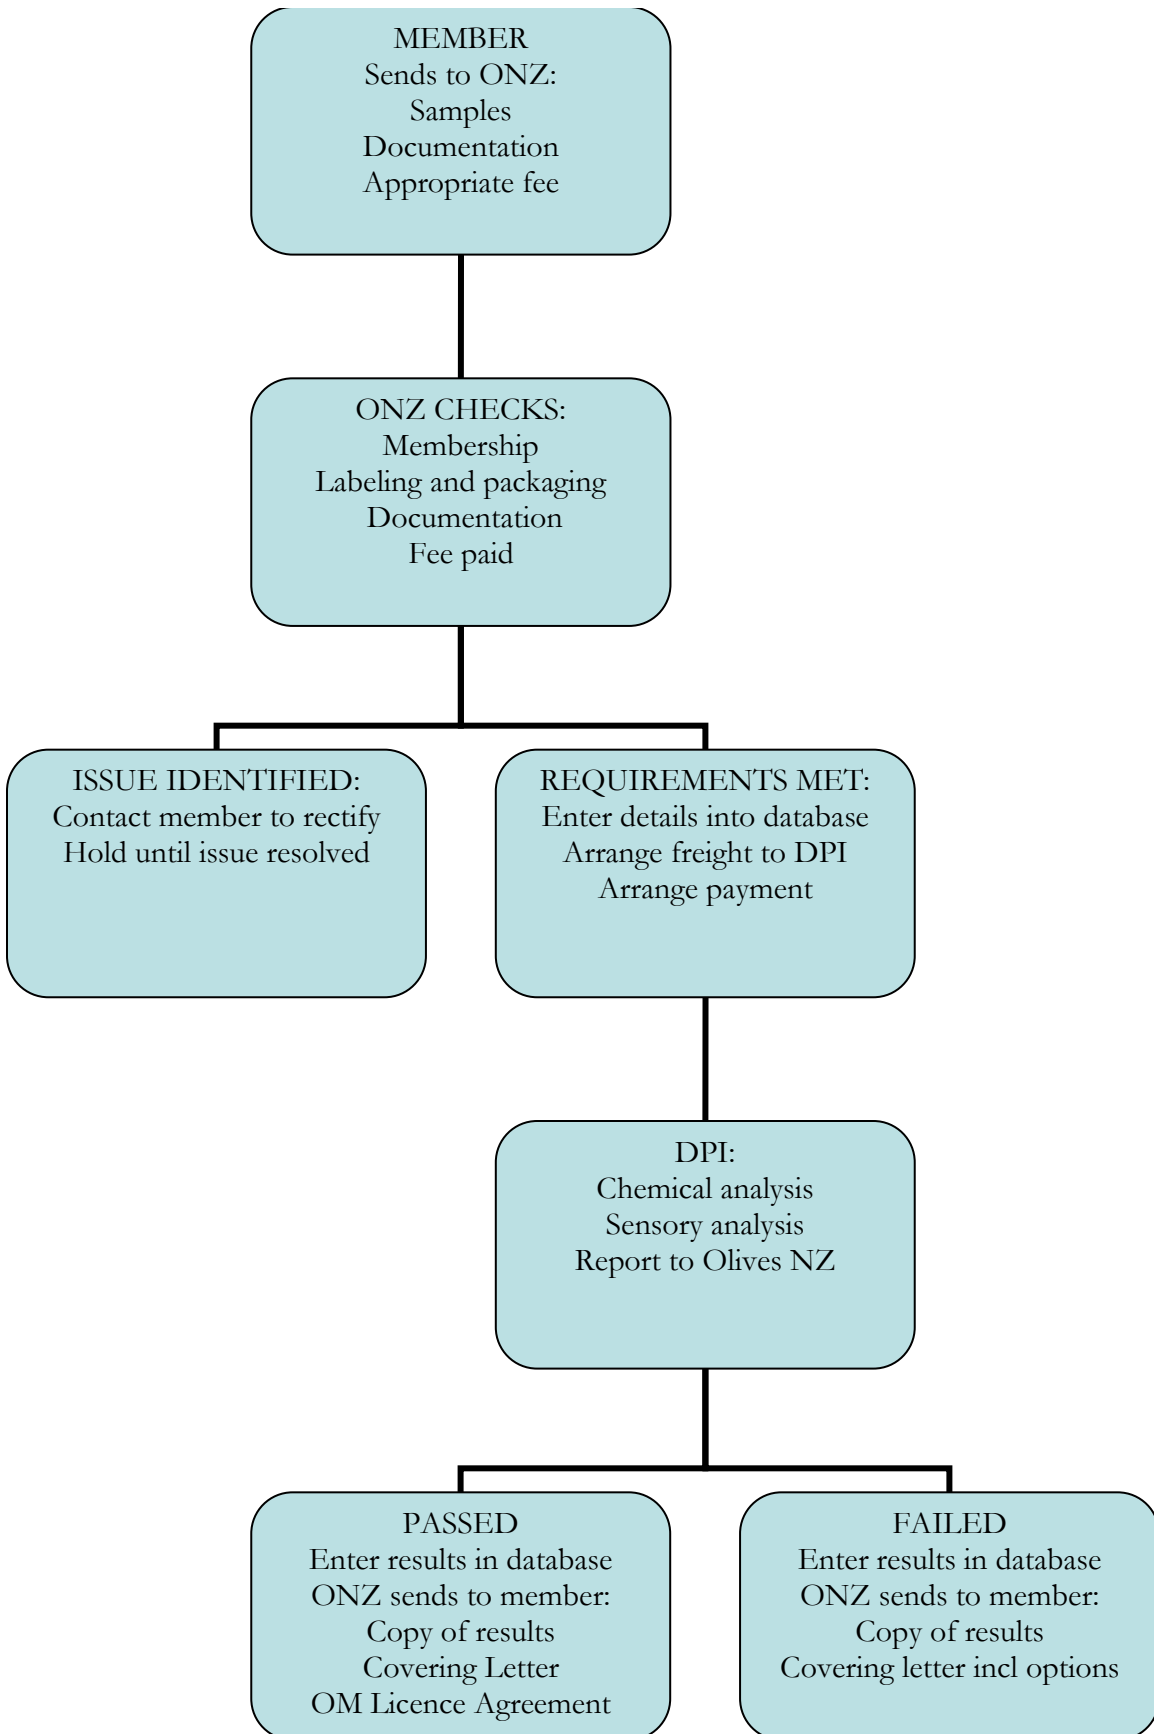 MEMBER
Sends to ONZ:
Samples
Documentation
Appropriate fee
ONZ CHECKS:
Membership
Labeling and packaging
Documentation
Fee paid
ISSUE IDENTIFIED:
Contact member to rectify
Hold until issue resolved
REQUIREMENTS MET:
Enter details into database
Arrange freight to DPI
Arrange payment
DPI:
Chemical analysis
Sensory analysis
Report to Olives NZ
PASSED
Enter results in database
ONZ sends to member:
Copy of results
Covering Letter
OM Licence Agreement
FAILED
Enter results in database
ONZ sends to member:
Copy of results
Covering letter incl options